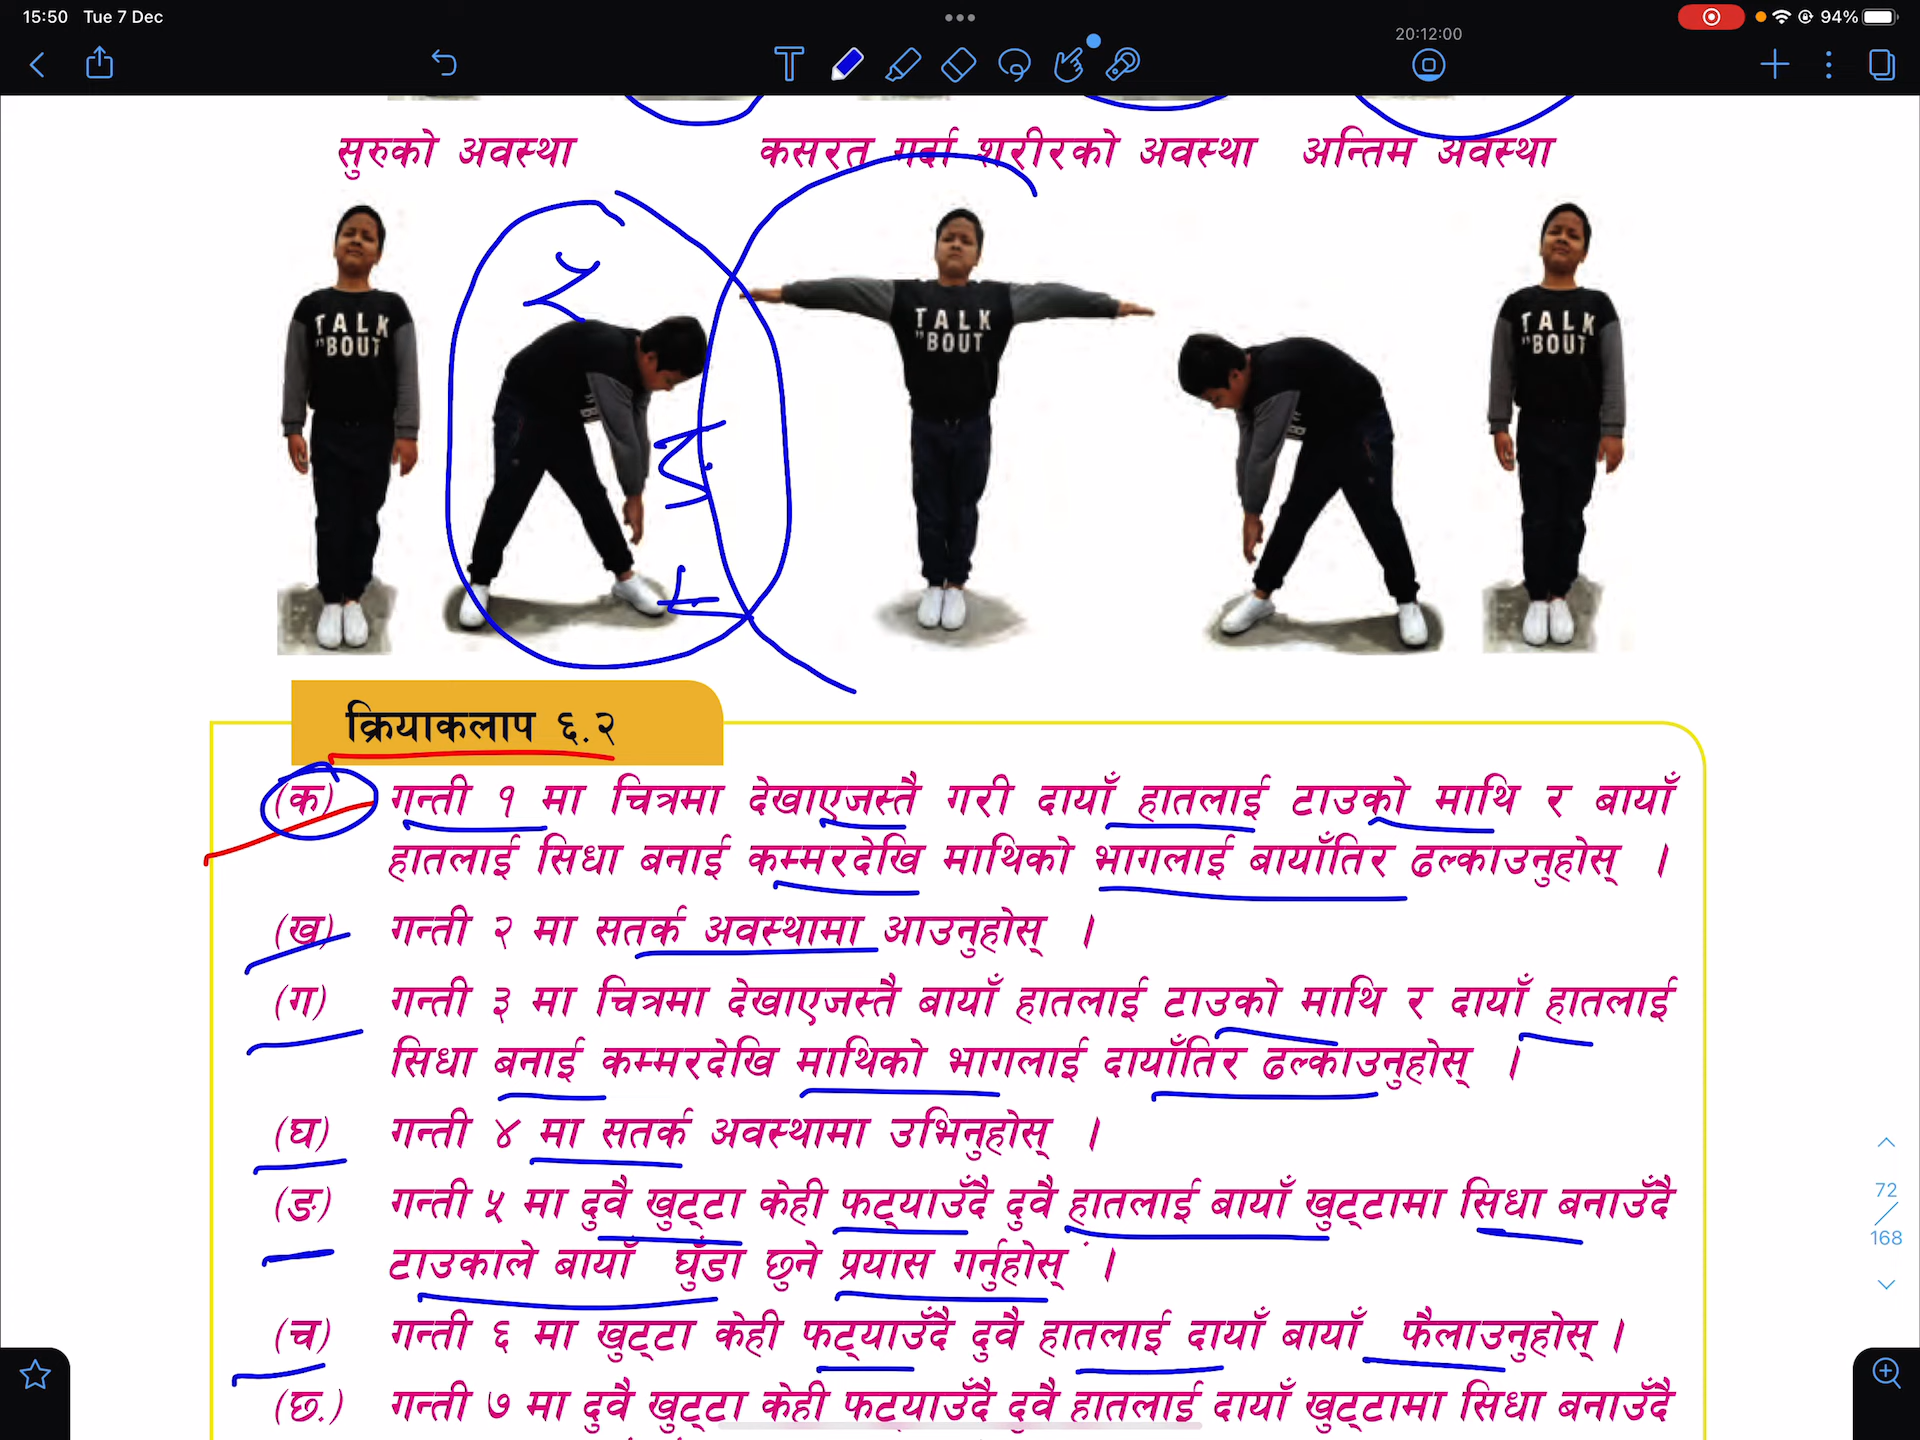 15:50 Tue 7 Dec
94%
20:12:00
T
सुरुको अवस्था कसरत गर्दा शरीरको अवस्था अन्तिम अवस्था
TALK TALK TALK
"BOUT "BOUT "BOUT
क्रियाकलाप ६.२
(क) गन्ती १ मा चित्रमा देखाएजस्तै गरी दायाँ हातलाई टाउको माथि र बायाँ
हातलाई सिधा बनाई कम्मरदेखि माथिको भागलाई बायाँतिर ढल्काउनुहोस् ।
(ख) गन्ती २ मा सतर्क अवस्थामा आउनुहोस् ।
(ग) गन्ती ३ मा चित्रमा देखाएजस्तै बायाँ हातलाई टाउको माथि र दायाँ हातलाई
सिधा बनाई कम्मरदेखि माथिको भागलाई दायाँतिर ढल्काउनुहोस् ।
(घ) गन्ती ४ मा सतर्क अवस्थामा उभिनुहोस् ।
(ङ) गन्ती ५ मा दुवै खुट्टा केही फट्याउँदै दुवै हातलाई बायाँ खुट्टामा सिधा बनाउँदै
टाउकाले बायाँ घुँडा छुने प्रयास गर्नुहोस् ।
(च) गन्ती ६ मा खुट्टा केही फट्याउँदै दुवै हातलाई दायाँ बायाँ फैलाउनुहोस् ।
(छ.) गन्ती ७ मा दुवै खुट्टा केही फट्याउँदै दुवै हातलाई दायाँ खुट्टामा सिधा बनाउँदै
72
168